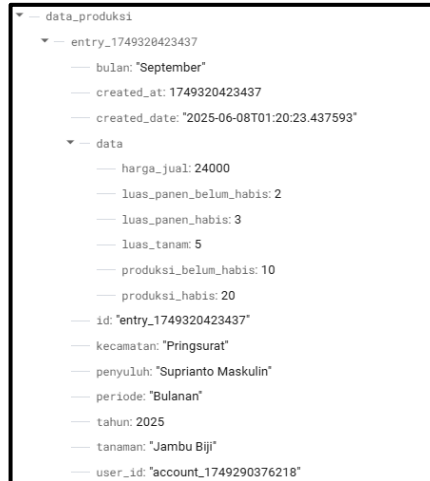 data_produksi
entry_1749320423437
bulan: "September"
created_at: 1749320423437
created_date: "2025-06-08T01:20:23.437593"
data
harga_jual: 24000
luas_panen_belum_habis: 2
luas_panen_habis: 3
luas_tanam: 5
produksi_belum_habis: 10
produksi_habis: 20
id: "entry_1749320423437"
kecamatan: "Pringsurat"
penyuluh: "Suprianto Maskulin"
periode: "Bulanan"
tahun: 2025
tanaman: "Jambu Biji"
user_id: "account_1749290376218"